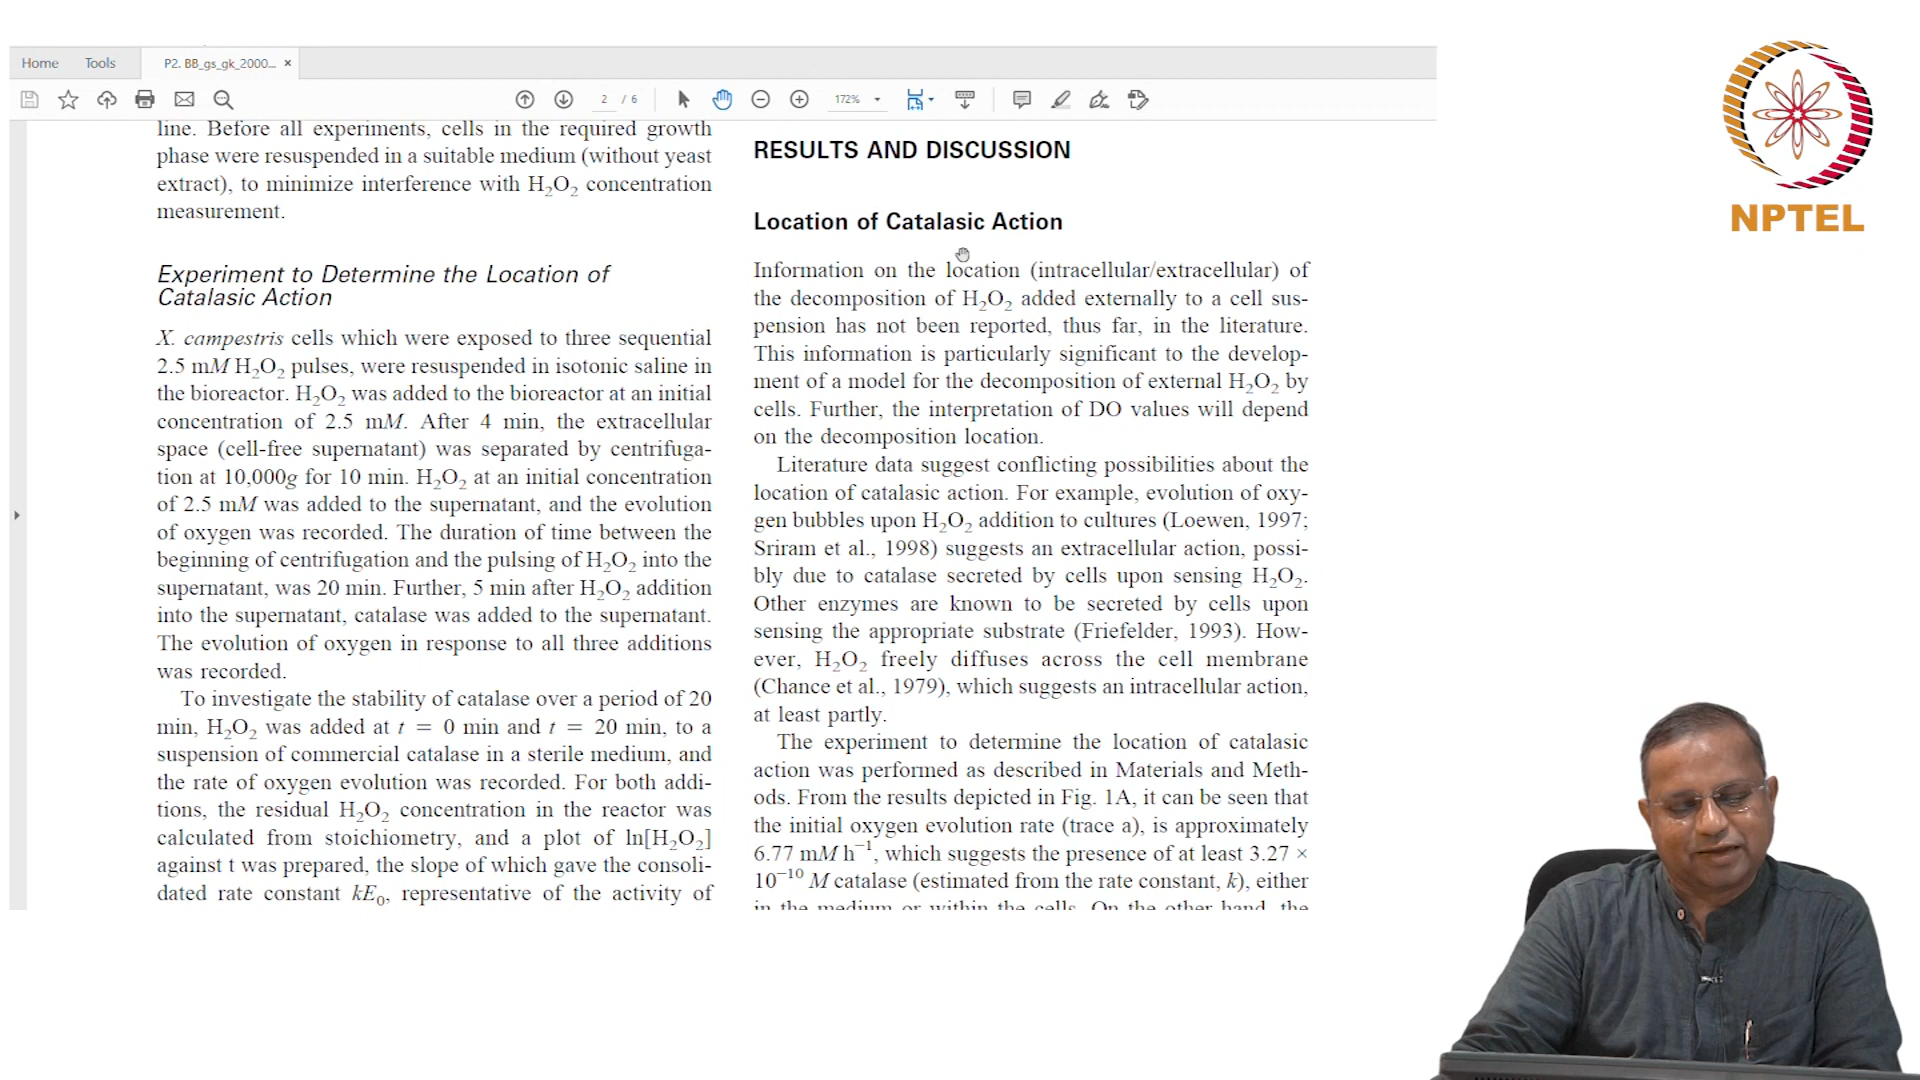 Home Tools P2. BB_gs_gk_2000... ×
2 / 6 172%
line. Before all experiments, cells in the required growth
phase were resuspended in a suitable medium (without yeast
extract), to minimize interference with H₂O₂ concentration
measurement.
Experiment to Determine the Location of
Catalasic Action
X. campestris cells which were exposed to three sequential
2.5 mM H₂O₂ pulses, were resuspended in isotonic saline in
the bioreactor. H₂O₂ was added to the bioreactor at an initial
concentration of 2.5 mM. After 4 min, the extracellular
space (cell-free supernatant) was separated by centrifuga-
tion at 10,000g for 10 min. H₂O₂ at an initial concentration
of 2.5 mM was added to the supernatant, and the evolution
of oxygen was recorded. The duration of time between the
beginning of centrifugation and the pulsing of H₂O₂ into the
supernatant, was 20 min. Further, 5 min after H₂O₂ addition
into the supernatant, catalase was added to the supernatant.
The evolution of oxygen in response to all three additions
was recorded.
To investigate the stability of catalase over a period of 20
min, H₂O₂ was added at t = 0 min and t = 20 min, to a
suspension of commercial catalase in a sterile medium, and
the rate of oxygen evolution was recorded. For both addi-
tions, the residual H₂O₂ concentration in the reactor was
calculated from stoichiometry, and a plot of ln[H₂O₂]
against t was prepared, the slope of which gave the consoli-
dated rate constant kE₀, representative of the activity of
RESULTS AND DISCUSSION
Location of Catalasic Action
Information on the location (intracellular/extracellular) of
the decomposition of H₂O₂ added externally to a cell sus-
pension has not been reported, thus far, in the literature.
This information is particularly significant to the develop-
ment of a model for the decomposition of external H₂O₂ by
cells. Further, the interpretation of DO values will depend
on the decomposition location.
Literature data suggest conflicting possibilities about the
location of catalasic action. For example, evolution of oxy-
gen bubbles upon H₂O₂ addition to cultures (Loewen, 1997;
Sriram et al., 1998) suggests an extracellular action, possi-
bly due to catalase secreted by cells upon sensing H₂O₂.
Other enzymes are known to be secreted by cells upon
sensing the appropriate substrate (Friefelder, 1993). How-
ever, H₂O₂ freely diffuses across the cell membrane
(Chance et al., 1979), which suggests an intracellular action,
at least partly.
The experiment to determine the location of catalasic
action was performed as described in Materials and Meth-
ods. From the results depicted in Fig. 1A, it can be seen that
the initial oxygen evolution rate (trace a), is approximately
6.77 mM h⁻¹, which suggests the presence of at least 3.27 ×
10⁻¹⁰ M catalase (estimated from the rate constant, k), either
in the medium or within the cells. On the other hand, the
NPTEL